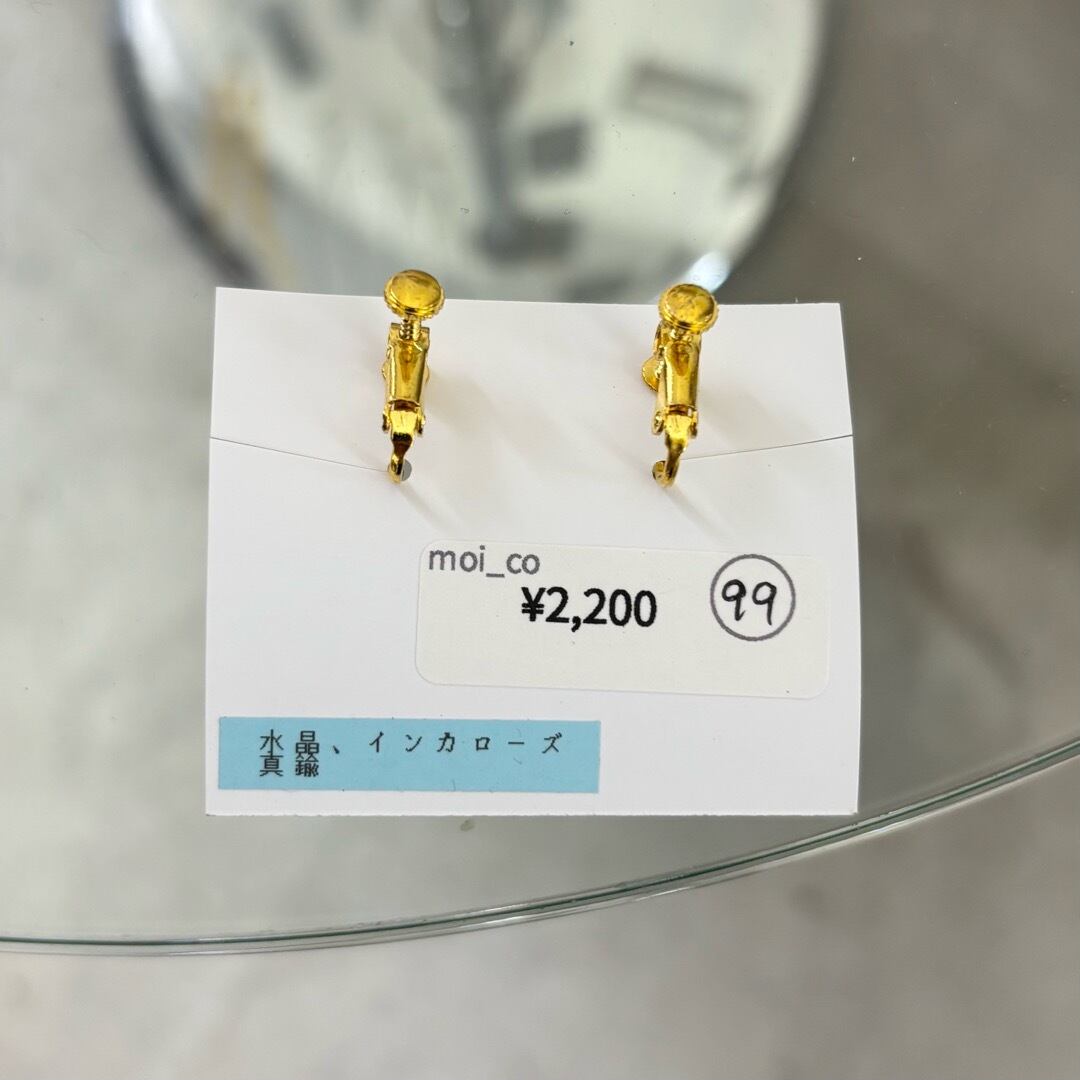 moi_co
¥2,200
99
水晶、インカローズ
真鍮